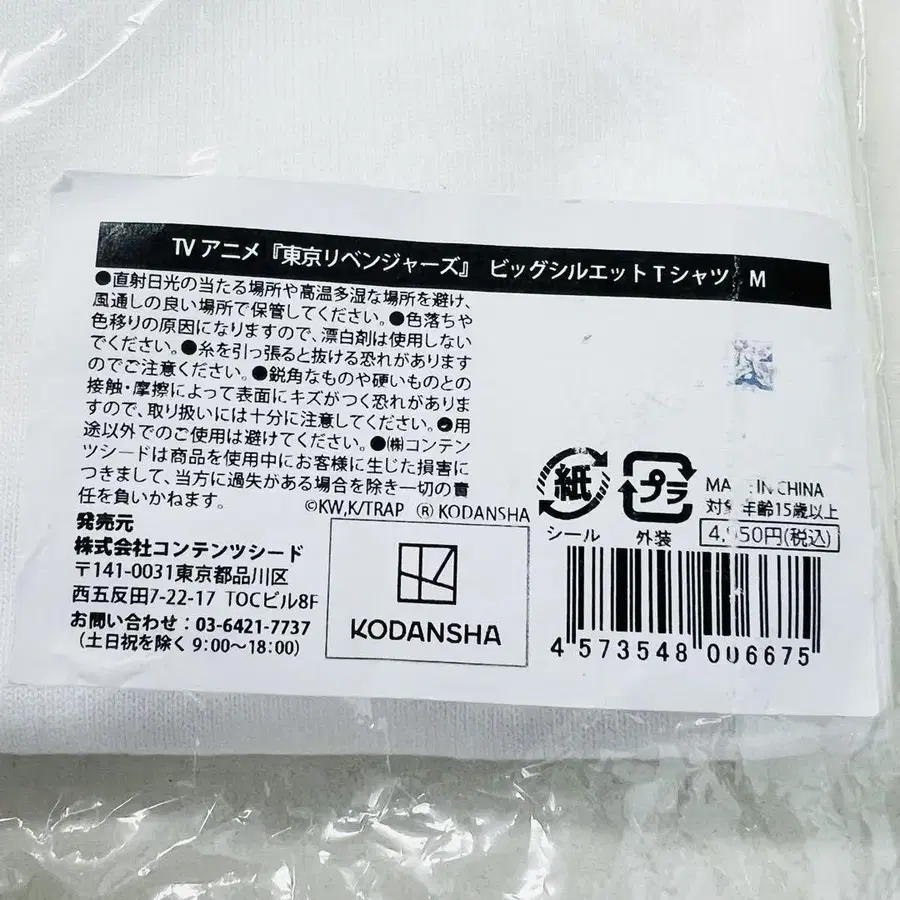 TV アニメ『東京リベンジャーズ』 ビッグシルエット T シャツ M
●直射日光の当たる場所や高温多湿な場所を避け、
風通しの良い場所で保管してください。●色落ちや
色移りの原因になりますので、漂白剤は使用しない
でください。●糸を引っ張ると抜ける恐れがあります
のでご注意ください。●鋭角なものや硬いものとの
接触・摩擦によって表面にキズがつく恐れがありま
すので、取り扱いには十分に注意してください。●用
途以外でのご使用は避けてください。●㈱コンテン
ツシードは商品を使用中にお客様に生じた損害に
つきまして、当方に過失がある場合を除き一切の責
任を負いかねます。
©KW,K/TRAP ®KODANSHA
発売元
株式会社コンテンツシード
〒141-0031東京都品川区
西五反田7-22-17 TOCビル8F
お問い合わせ：03-6421-7737
(土日祝を除く 9:00〜18:00)
KODANSHA
紙
シール
プラ
外装
MADE IN CHINA
対象年齢15歳以上
4,950円(税込)
4 573548 006675